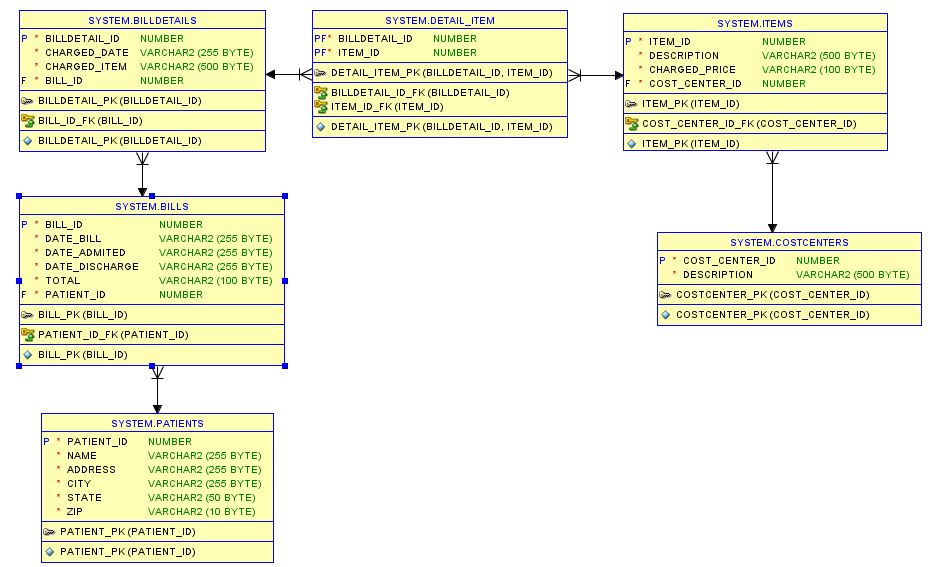 SYSTEM.BILLDETAILS
P * BILLDETAIL_ID NUMBER
* CHARGED_DATE VARCHAR2 (255 BYTE)
* CHARGED_ITEM VARCHAR2 (500 BYTE)
F * BILL_ID NUMBER
BILLDETAIL_PK (BILLDETAIL_ID)
BILL_ID_FK (BILL_ID)
BILLDETAIL_PK (BILLDETAIL_ID)
SYSTEM.DETAIL_ITEM
PF* BILLDETAIL_ID NUMBER
PF* ITEM_ID NUMBER
DETAIL_ITEM_PK (BILLDETAIL_ID, ITEM_ID)
BILLDETAIL_ID_FK (BILLDETAIL_ID)
ITEM_ID_FK (ITEM_ID)
DETAIL_ITEM_PK (BILLDETAIL_ID, ITEM_ID)
SYSTEM.ITEMS
P * ITEM_ID NUMBER
* DESCRIPTION VARCHAR2 (500 BYTE)
* CHARGED_PRICE VARCHAR2 (100 BYTE)
F * COST_CENTER_ID NUMBER
ITEM_PK (ITEM_ID)
COST_CENTER_ID_FK (COST_CENTER_ID)
ITEM_PK (ITEM_ID)
SYSTEM.BILLS
P * BILL_ID NUMBER
* DATE_BILL VARCHAR2 (255 BYTE)
* DATE_ADMITED VARCHAR2 (255 BYTE)
* DATE_DISCHARGE VARCHAR2 (255 BYTE)
* TOTAL VARCHAR2 (100 BYTE)
F * PATIENT_ID NUMBER
BILL_PK (BILL_ID)
PATIENT_ID_FK (PATIENT_ID)
BILL_PK (BILL_ID)
SYSTEM.COSTCENTERS
P * COST_CENTER_ID NUMBER
* DESCRIPTION VARCHAR2 (500 BYTE)
COSTCENTER_PK (COST_CENTER_ID)
COSTCENTER_PK (COST_CENTER_ID)
SYSTEM.PATIENTS
P * PATIENT_ID NUMBER
* NAME VARCHAR2 (255 BYTE)
* ADDRESS VARCHAR2 (255 BYTE)
* CITY VARCHAR2 (255 BYTE)
* STATE VARCHAR2 (50 BYTE)
* ZIP VARCHAR2 (10 BYTE)
PATIENT_PK (PATIENT_ID)
PATIENT_PK (PATIENT_ID)